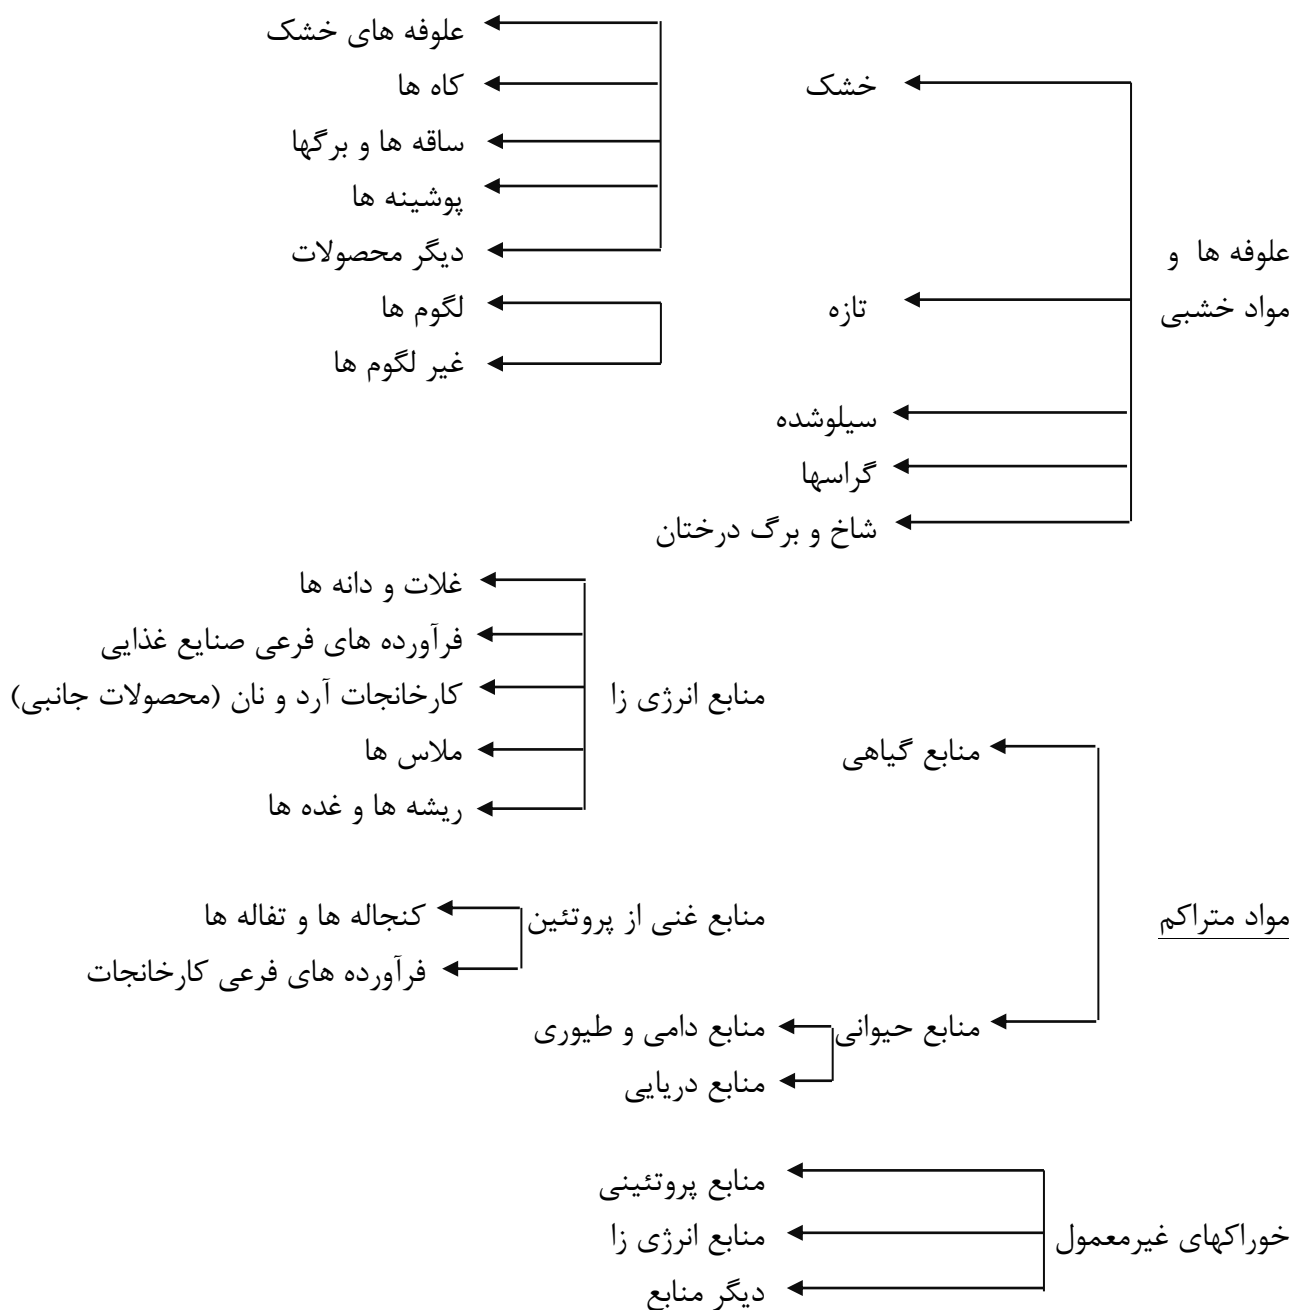 علوفه های خشک
خشک
کاه ها
ساقه ها و برگها
پوشینه ها
علوفه ها و
دیگر محصولات
مواد خشبی
تازه
لگوم ها
غیر لگوم ها
سیلوشده
گراسها
شاخ و برگ درختان
غلات و دانه ها
فرآورده های فرعی صنایع غذایی
منابع انرژی زا
کارخانجات آرد و نان (محصولات جانبی)
منابع گیاهی
ملاس ها
ریشه ها و غده ها
مواد متراکم
منابع غنی از پروتئین
کنجاله ها و تفاله ها
فرآورده های فرعی کارخانجات
منابع حیوانی
منابع دامی و طیوری
منابع دریایی
منابع پروتئینی
خوراکهای غیرمعمول
منابع انرژی زا
دیگر منابع